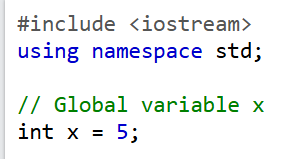 #include <iostream>
using namespace std;
// Global variable x
int x = 5;